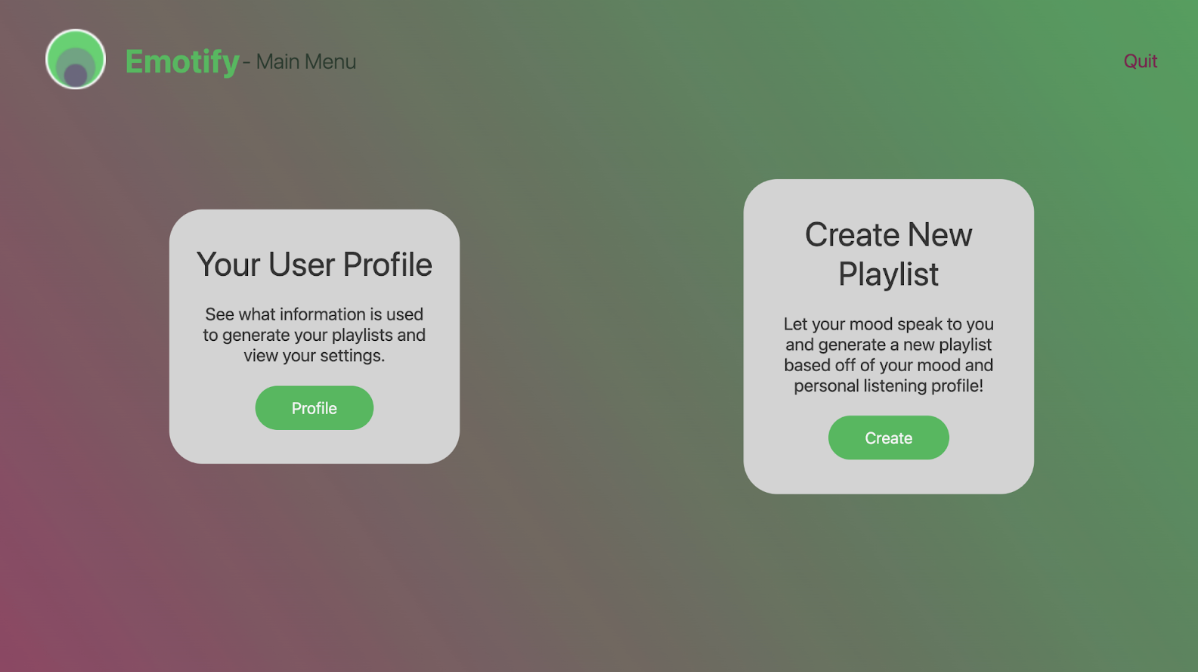 Emotify - Main Menu
Quit
Your User Profile
See what information is used
to generate your playlists and
view your settings.
Profile
Create New
Playlist
Let your mood speak to you
and generate a new playlist
based off of your mood and
personal listening profile!
Create